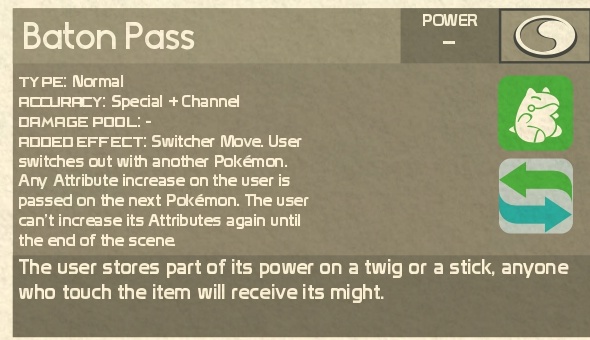 Baton Pass
POWER
–
TYPE: Normal
ACCURACY: Special + Channel
DAMAGE POOL: -
ADDED EFFECT: Switcher Move. User
switches out with another Pokémon.
Any Attribute increase on the user is
passed on the next Pokémon. The user
can't increase its Attributes again until
the end of the scene.
The user stores part of its power on a twig or a stick, anyone
who touch the item will receive its might.